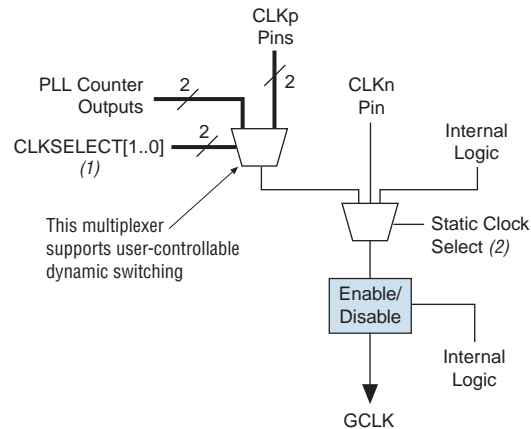 CLKp
Pins
PLL Counter
Outputs
2
2
CLKn
Pin
CLKSELECT[1..0]
(1)
2
Internal
Logic
This multiplexer
supports user-controllable
dynamic switching
Static Clock
Select (2)
Enable/
Disable
Internal
Logic
GCLK